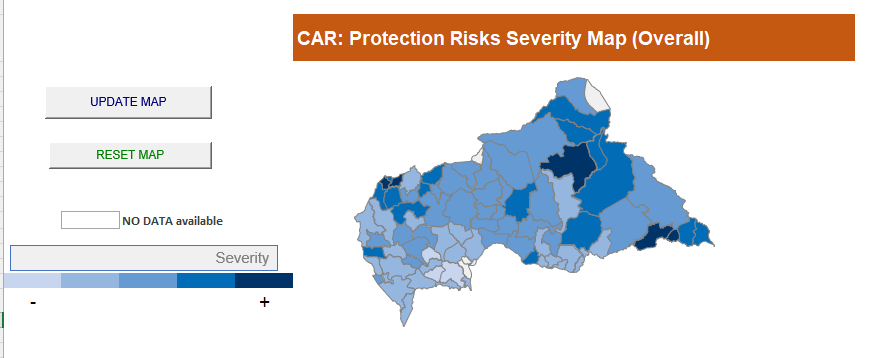 CAR: Protection Risks Severity Map (Overall)
UPDATE MAP
RESET MAP
NO DATA available
Severity
- +